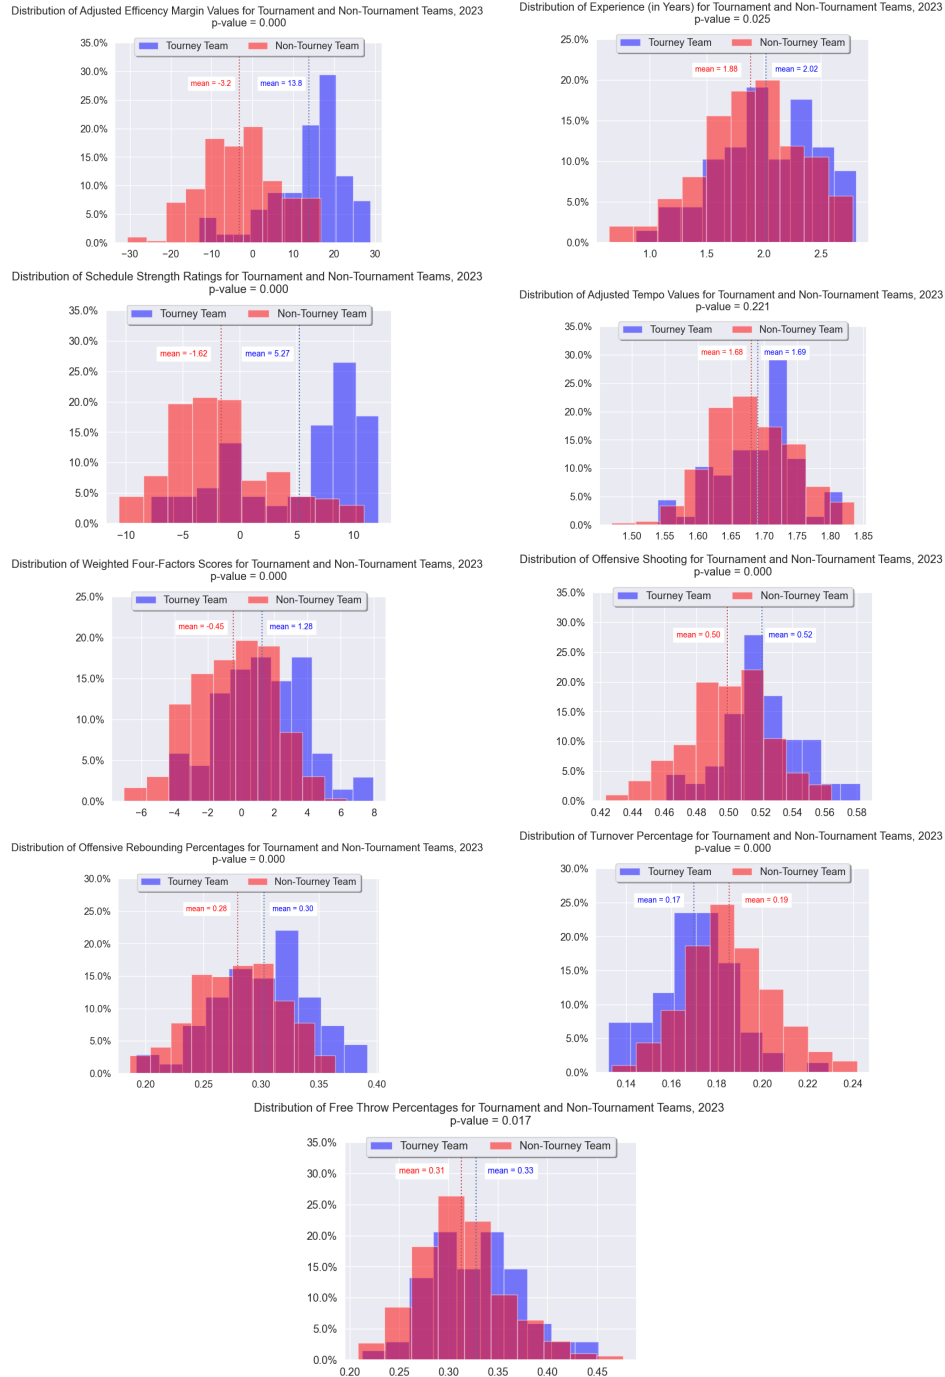 Distribution of Adjusted Efficency Margin Values for Tournament and Non-Tournament Teams, 2023
p-value = 0.000
Tourney Team
Non-Tourney Team
mean = -3.2
mean = 13.8
35.0%
30.0%
25.0%
20.0%
15.0%
10.0%
5.0%
0.0%
−30 −20 −10 0 10 20 30
Distribution of Experience (in Years) for Tournament and Non-Tournament Teams, 2023
p-value = 0.025
Tourney Team
Non-Tourney Team
mean = 1.88
mean = 2.02
25.0%
20.0%
15.0%
10.0%
5.0%
0.0%
1.0 1.5 2.0 2.5
Distribution of Schedule Strength Ratings for Tournament and Non-Tournament Teams, 2023
p-value = 0.000
Tourney Team
Non-Tourney Team
mean = -1.62
mean = 5.27
35.0%
30.0%
25.0%
20.0%
15.0%
10.0%
5.0%
0.0%
−10 −5 0 5 10
Distribution of Adjusted Tempo Values for Tournament and Non-Tournament Teams, 2023
p-value = 0.221
Tourney Team
Non-Tourney Team
mean = 1.68
mean = 1.69
35.0%
30.0%
25.0%
20.0%
15.0%
10.0%
5.0%
0.0%
1.50 1.55 1.60 1.65 1.70 1.75 1.80 1.85
Distribution of Weighted Four-Factors Scores for Tournament and Non-Tournament Teams, 2023
p-value = 0.000
Tourney Team
Non-Tourney Team
mean = -0.45
mean = 1.28
25.0%
20.0%
15.0%
10.0%
5.0%
0.0%
−6 −4 −2 0 2 4 6 8
Distribution of Offensive Shooting for Tournament and Non-Tournament Teams, 2023
p-value = 0.000
Tourney Team
Non-Tourney Team
mean = 0.50
mean = 0.52
35.0%
30.0%
25.0%
20.0%
15.0%
10.0%
5.0%
0.0%
0.42 0.44 0.46 0.48 0.50 0.52 0.54 0.56 0.58
Distribution of Offensive Rebounding Percentages for Tournament and Non-Tournament Teams, 2023
p-value = 0.000
Tourney Team
Non-Tourney Team
mean = 0.28
mean = 0.30
30.0%
25.0%
20.0%
15.0%
10.0%
5.0%
0.0%
0.20 0.25 0.30 0.35 0.40
Distribution of Turnover Percentage for Tournament and Non-Tournament Teams, 2023
p-value = 0.000
Tourney Team
Non-Tourney Team
mean = 0.17
mean = 0.19
30.0%
25.0%
20.0%
15.0%
10.0%
5.0%
0.0%
0.14 0.16 0.18 0.20 0.22 0.24
Distribution of Free Throw Percentages for Tournament and Non-Tournament Teams, 2023
p-value = 0.017
Tourney Team
Non-Tourney Team
mean = 0.31
mean = 0.33
35.0%
30.0%
25.0%
20.0%
15.0%
10.0%
5.0%
0.0%
0.20 0.25 0.30 0.35 0.40 0.45